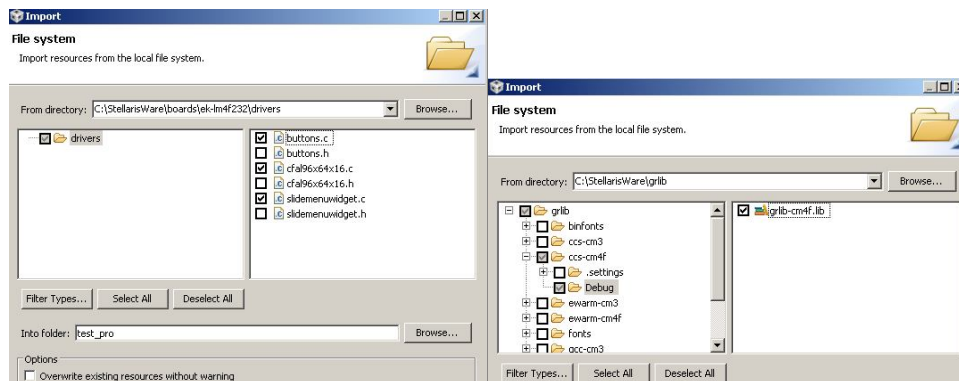 Import
File system
Import resources from the local file system.
From directory: C:\StellarisWare\boards\ek-lm4f232\drivers
Browse...
drivers
buttons.c
buttons.h
cfal96x64x16.c
cfal96x64x16.h
slidemenuwidget.c
slidemenuwidget.h
Filter Types...
Select All
Deselect All
Into folder: test_pro
Browse...
Options
Overwrite existing resources without warning
Import
File system
Import resources from the local file system.
From directory: C:\StellarisWare\grlib
Browse...
grlib
binfonts
ccs-cm3
ccs-cm4f
.settings
Debug
ewarm-cm3
ewarm-cm4f
fonts
gcc-cm3
grlib-cm4f.lib
Filter Types...
Select All
Deselect All